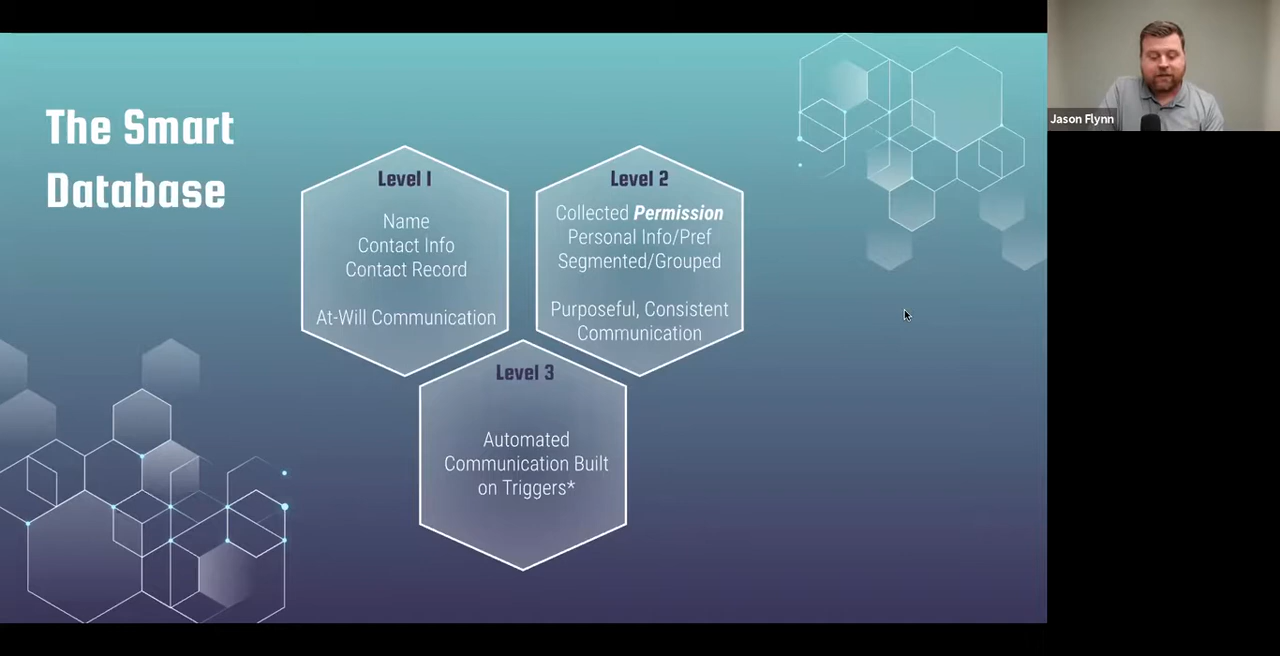 The Smart
Database
Level 1
Name
Contact Info
Contact Record
At-Will Communication
Level 2
Collected Permission
Personal Info/Pref
Segmented/Grouped
Purposeful, Consistent
Communication
Level 3
Automated
Communication Built
on Triggers*
Jason Flynn